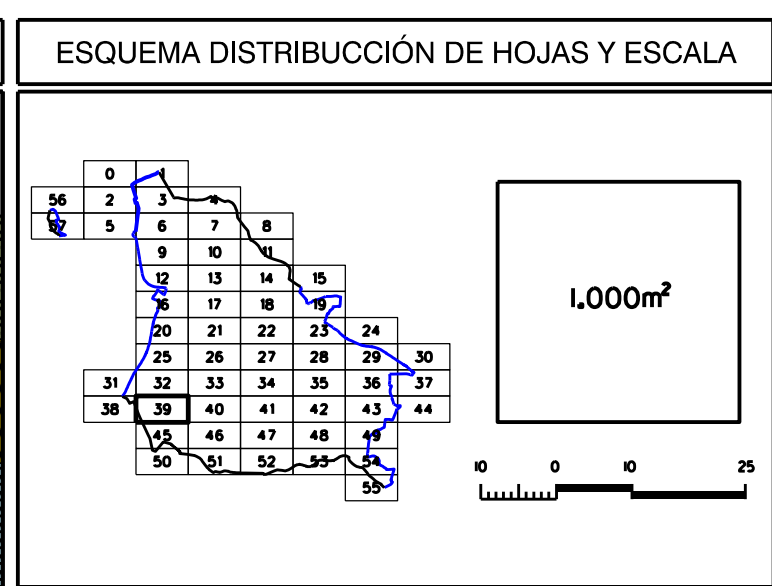 ESQUEMA DISTRIBUCCIÓN DE HOJAS Y ESCALA
0 1
56 2 3 4
57 5 6 7 8
9 10 11
12 13 14 15
16 17 18 19
20 21 22 23 24
25 26 27 28 29 30
31 32 33 34 35 36 37
38 39 40 41 42 43 44
45 46 47 48 49
50 51 52 53 54
55
1.000m²
10 0 10 25